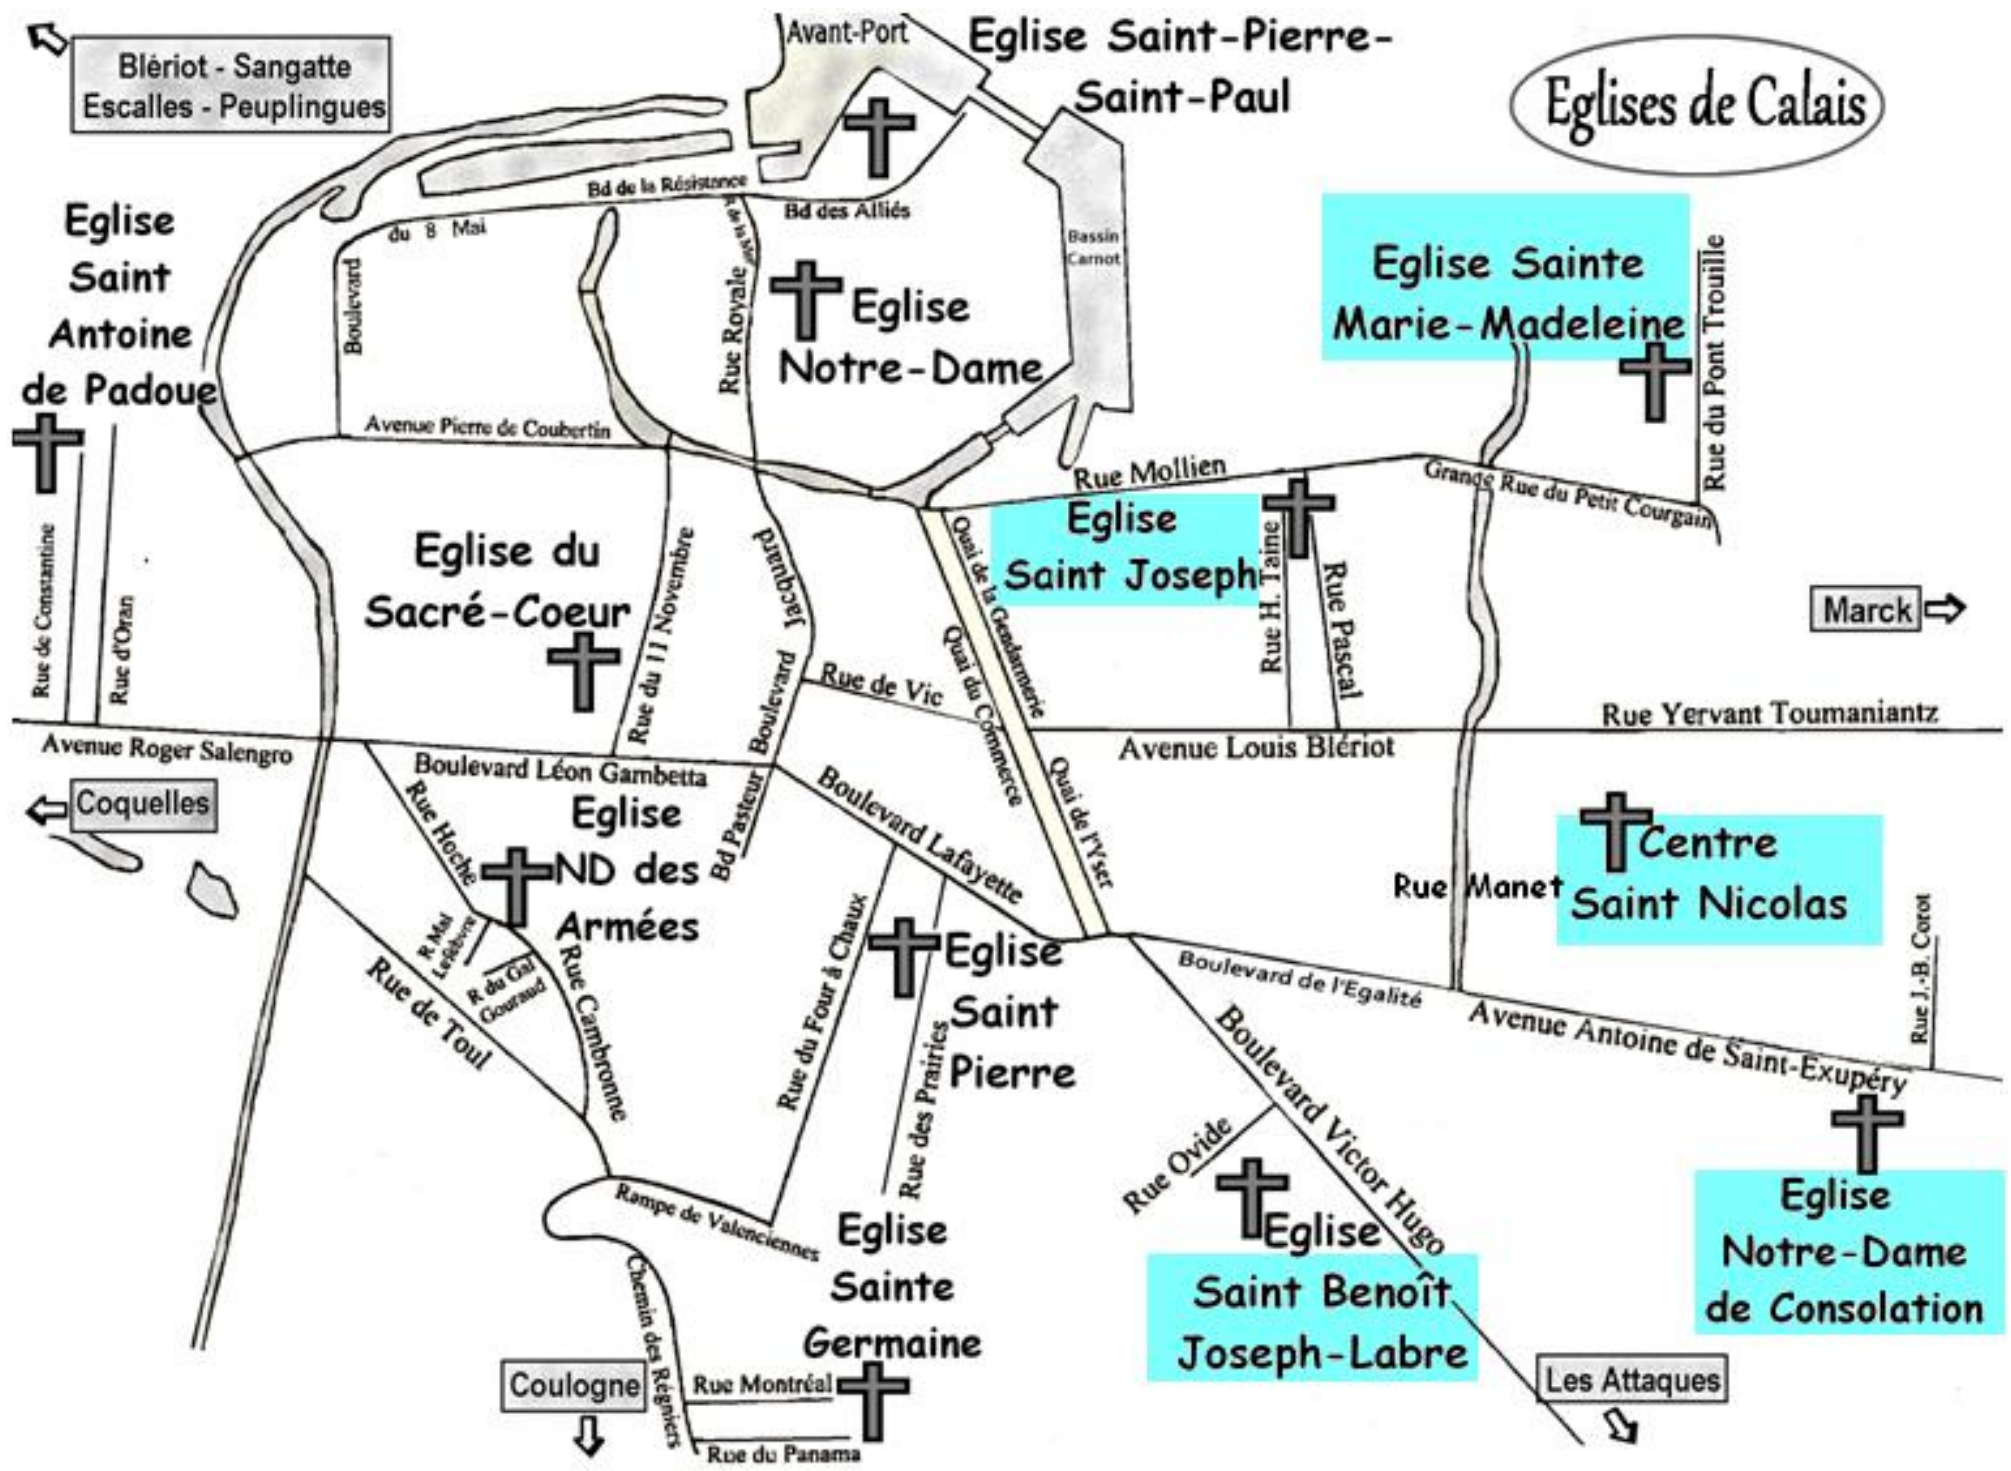 Avant-Port
Eglise Saint-Pierre-
Saint-Paul
Eglises de Calais
Blèriot - Sangatte
Escalles - Peuplingues
Bd de la Résistance
Bd des Alliés
du 8 Mai
Boulevard
Bassin
Carnot
Eglise
Saint
Antoine
de Padoue
Rue Royale
Eglise
Notre-Dame
Eglise Sainte
Marie-Madeleine
Rue du Pont Trouille
Avenue Pierre de Coubertin
Rue Mollien
Grande Rue du Petit Courgain
Eglise
Saint Joseph
Rue H. Taine
Rue Pascal
Quai de la Gendarmerie
Quai du Commerce
Eglise du
Sacré-Coeur
Rue du 11 Novembre
Boulevard Jacquard
Rue de Constantine
Rue d'Oran
Rue de Vic
Marck
Rue Yervant Toumaniantz
Avenue Louis Blériot
Avenue Roger Salengro
Boulevard Léon Gambetta
Coquelles
Rue Hoche
Eglise
ND des
Armées
Bd Pasteur
Boulevard Lafayette
Quai de l'Yser
Centre
Saint Nicolas
Rue Manet
Rue J.-B. Corot
R Mal
Lefèbvre
R du Gal
Gouraud
Rue Cambronne
Rue de Toul
Rue du Four à Chaux
Eglise
Saint
Pierre
Rue des Prairies
Boulevard de l'Egalité
Avenue Antoine de Saint-Exupéry
Boulevard Victor Hugo
Rue Ovide
Rampe de Valenciennes
Eglise
Sainte
Germaine
Eglise
Saint Benoît
Joseph-Labre
Eglise
Notre-Dame
de Consolation
Chemin des Régniers
Coulogne
Rue Montréal
Rue du Panama
Les Attaques